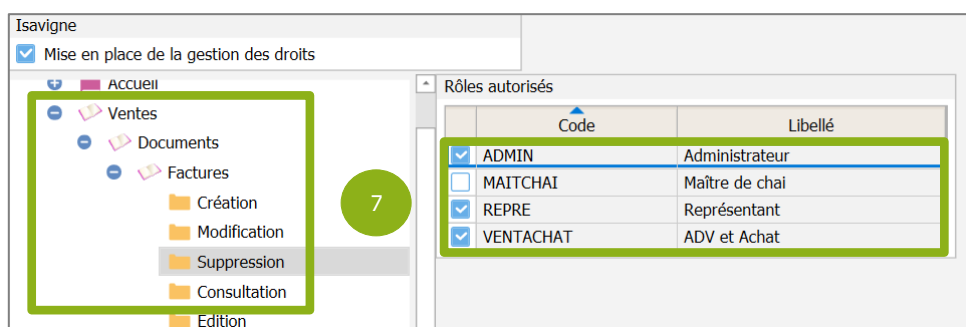 Isavigne
Mise en place de la gestion des droits
Accueil
Ventes
Documents
Factures
Création
Modification
Suppression
Consultation
Edition
7
Rôles autorisés
Code Libellé
ADMIN Administrateur
MAITCHAI Maître de chai
REPRE Représentant
VENTACHAT ADV et Achat